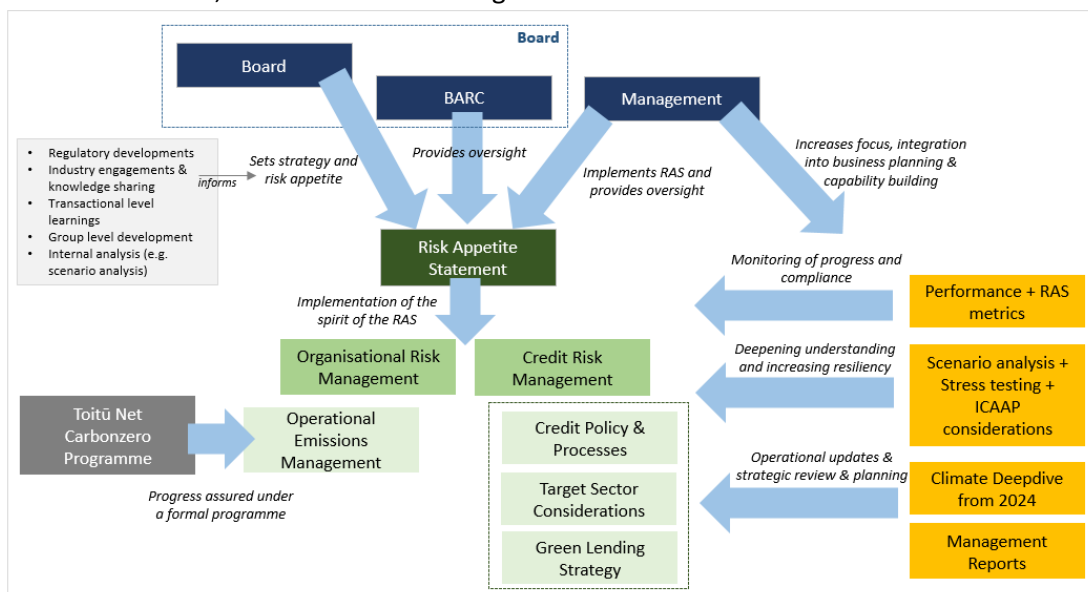 Board
Board
BARC
Management
• Regulatory developments
• Industry engagements &
knowledge sharing
• Transactional level
learnings
• Group level development
• Internal analysis (e.g.
scenario analysis)
informs
Sets strategy and
risk appetite
Provides oversight
Implements RAS and
provides oversight
Increases focus, integration
into business planning &
capability building
Risk Appetite
Statement
Monitoring of progress and
compliance
Performance + RAS
metrics
Implementation of the
spirit of the RAS
Organisational Risk
Management
Credit Risk
Management
Deepening understanding
and increasing resiliency
Scenario analysis +
Stress testing +
ICAAP
considerations
Toitū Net
Carbonzero
Programme
Operational
Emissions
Management
Progress assured under
a formal programme
Credit Policy &
Processes
Target Sector
Considerations
Green Lending
Strategy
Operational updates &
strategic review & planning
Climate Deepdive
from 2024
Management
Reports